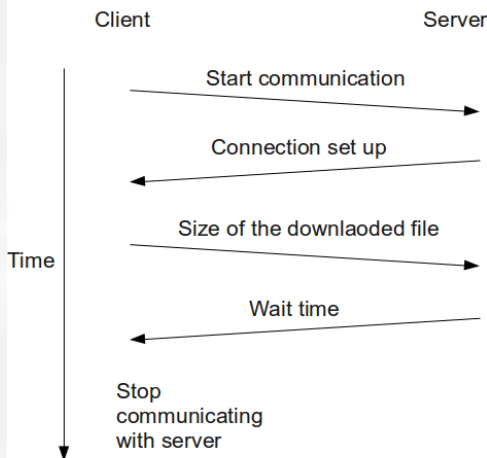 Client
Server
Start communication
Connection set up
Size of the downlaoded file
Time
Wait time
Stop
communicating
with server